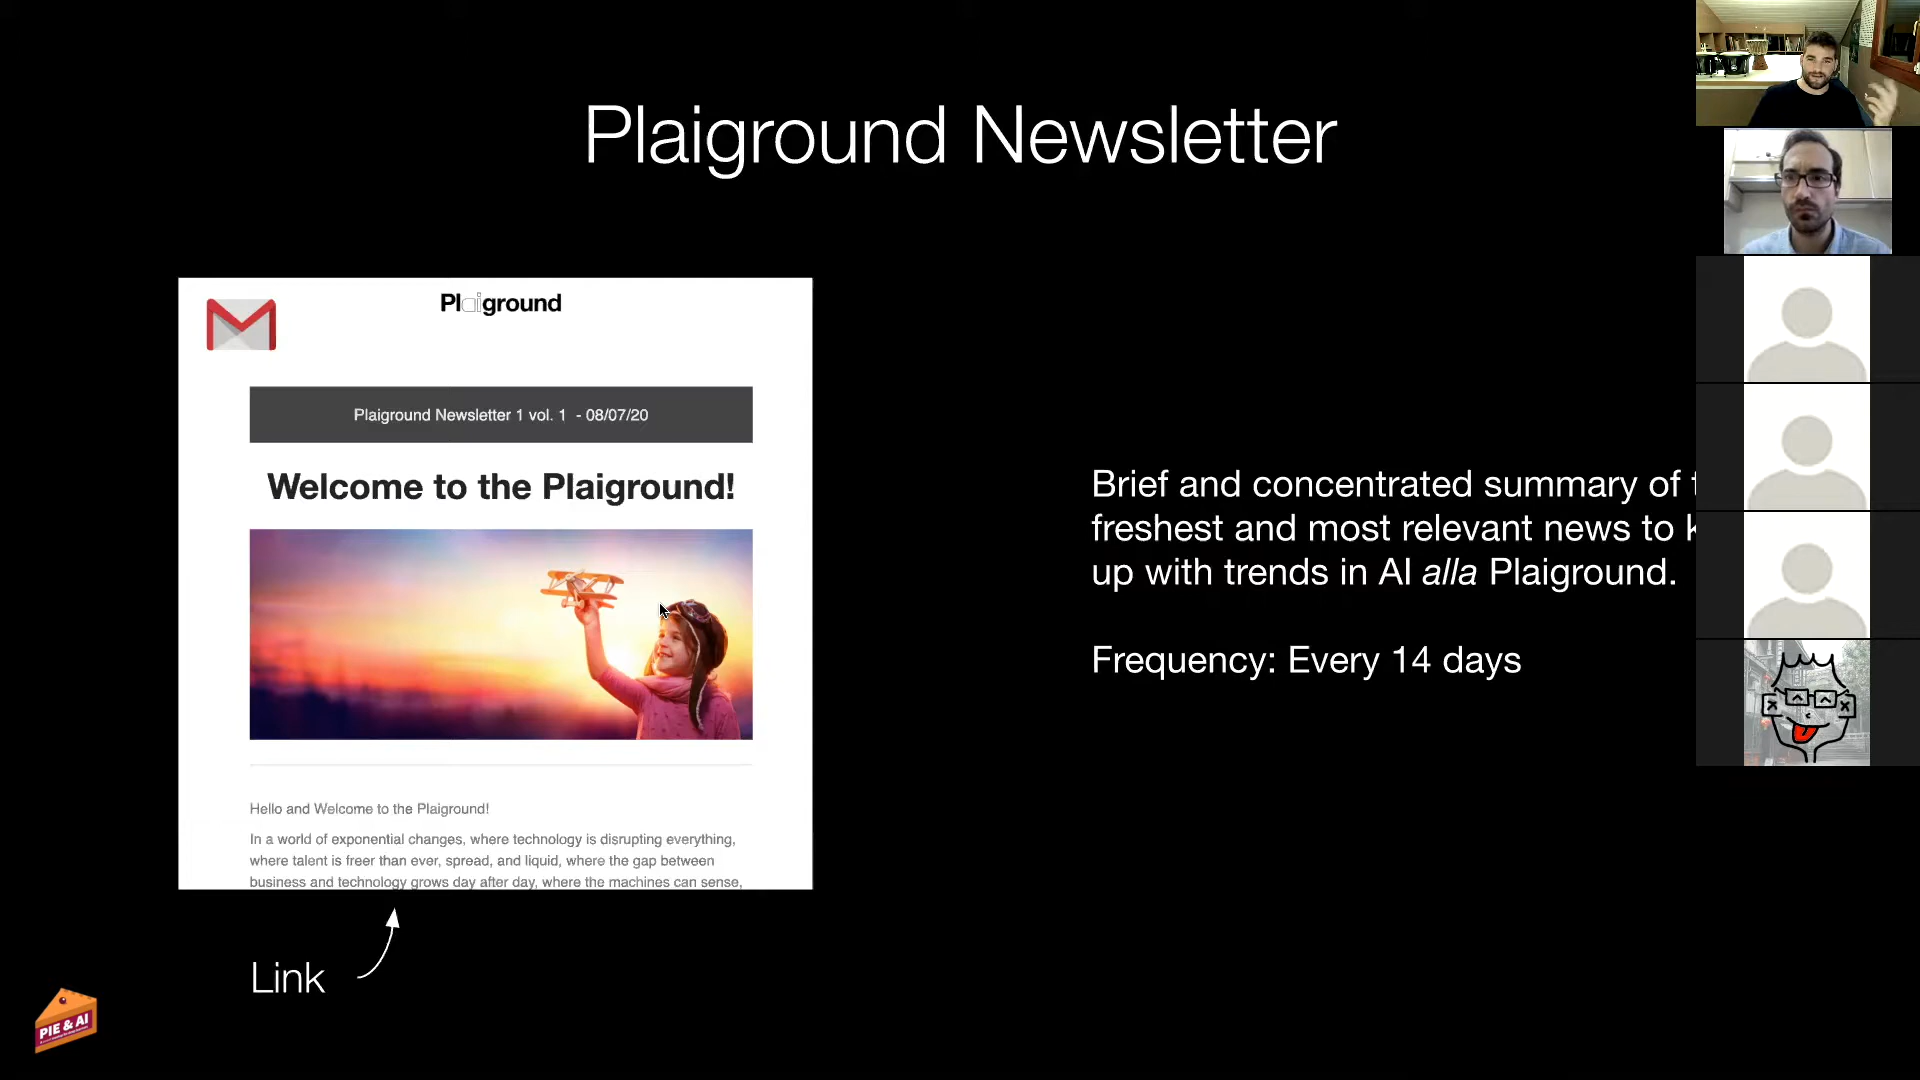 Plaiground Newsletter
Plaiground
Plaiground Newsletter 1 vol. 1 - 08/07/20
Welcome to the Plaiground!
Hello and Welcome to the Plaiground!
In a world of exponential changes, where technology is disrupting everything,
where talent is freer than ever, spread, and liquid, where the gap between
business and technology grows day after day, where the machines can sense,
Brief and concentrated summary of
freshest and most relevant news to
up with trends in AI alla Plaiground.
Frequency: Every 14 days
Link
PIE & AI